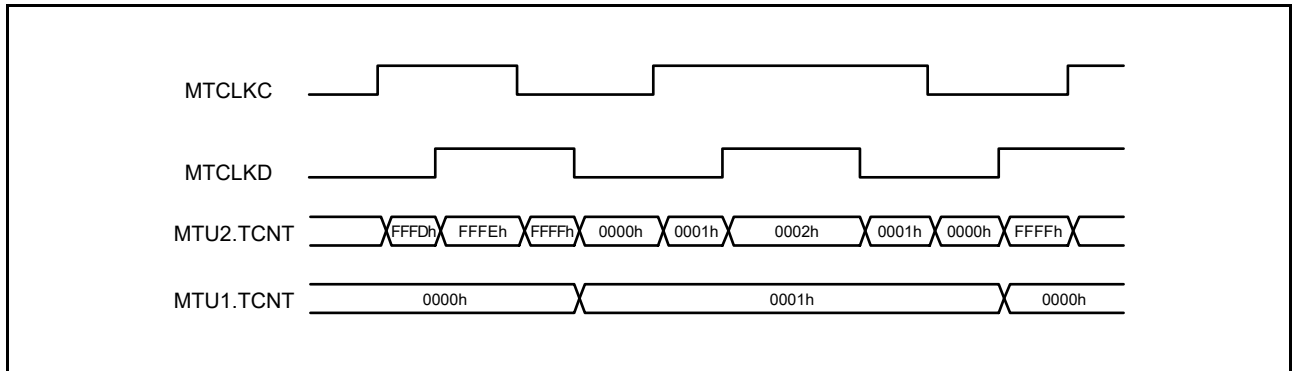 MTCLKC
MTCLKD
MTU2.TCNT FFFDh FFFEh FFFFh 0000h 0001h 0002h 0001h 0000h FFFFh
MTU1.TCNT 0000h 0001h 0000h